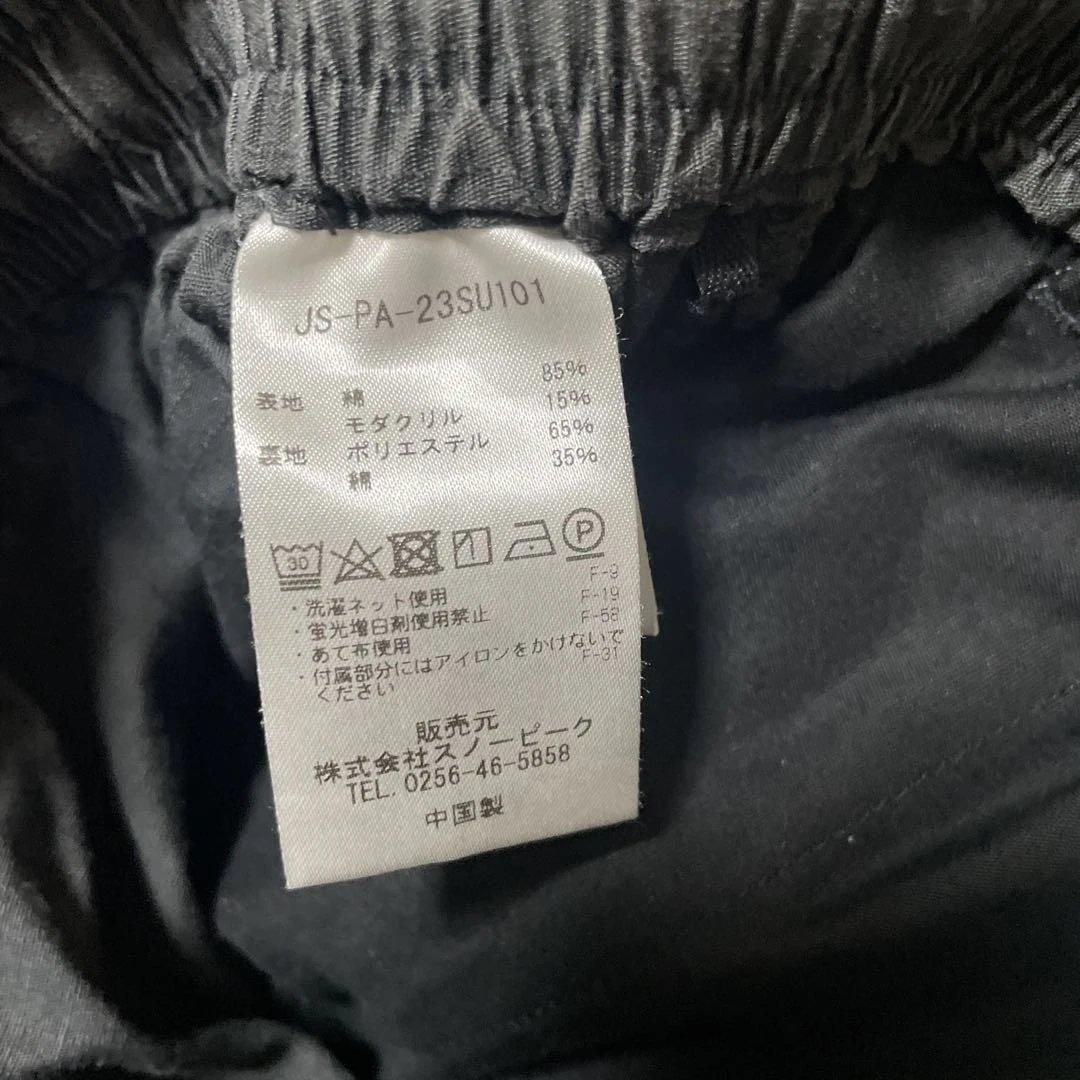 JS-PA-23SU101
表地 綿 85%
モダクリル 15%
裏地 ポリエステル 65%
綿 35%
30 1 P
・洗濯ネット使用 F-9
・蛍光増白剤使用禁止 F-19
・あて布使用 F-58
・付属部分にはアイロンをかけないで F-31
ください
販売元
株式会社スノーピーク
TEL. 0256-46-5858
中国製